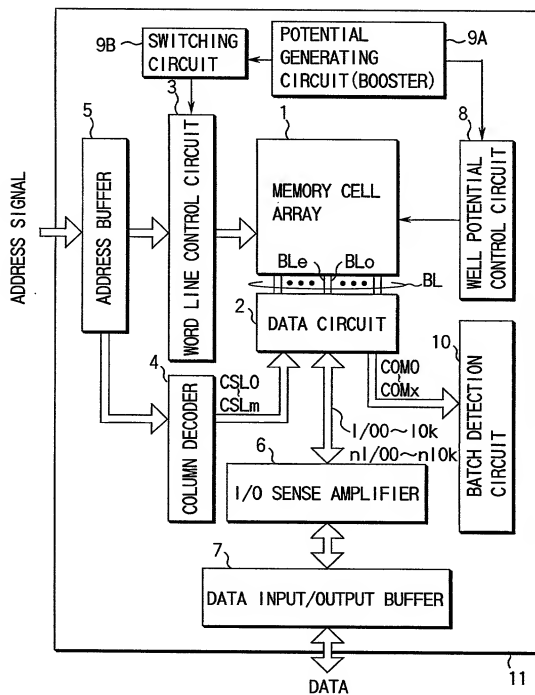 9B
SWITCHING
CIRCUIT
POTENTIAL
GENERATING
CIRCUIT(BOOSTER)
9A
5
3
1
8
ADDRESS SIGNAL
ADDRESS BUFFER
WORD LINE CONTROL CIRCUIT
MEMORY CELL
ARRAY
WELL POTENTIAL
CONTROL CIRCUIT
BLe
BLo
BL
2
DATA CIRCUIT
4
COLUMN DECODER
CSL0
CSLm
COM0
COMx
10
BATCH DETECTION
CIRCUIT
I/O0~IOk
nI/O0~nIOk
6
I/O SENSE AMPLIFIER
7
DATA INPUT/OUTPUT BUFFER
DATA
11